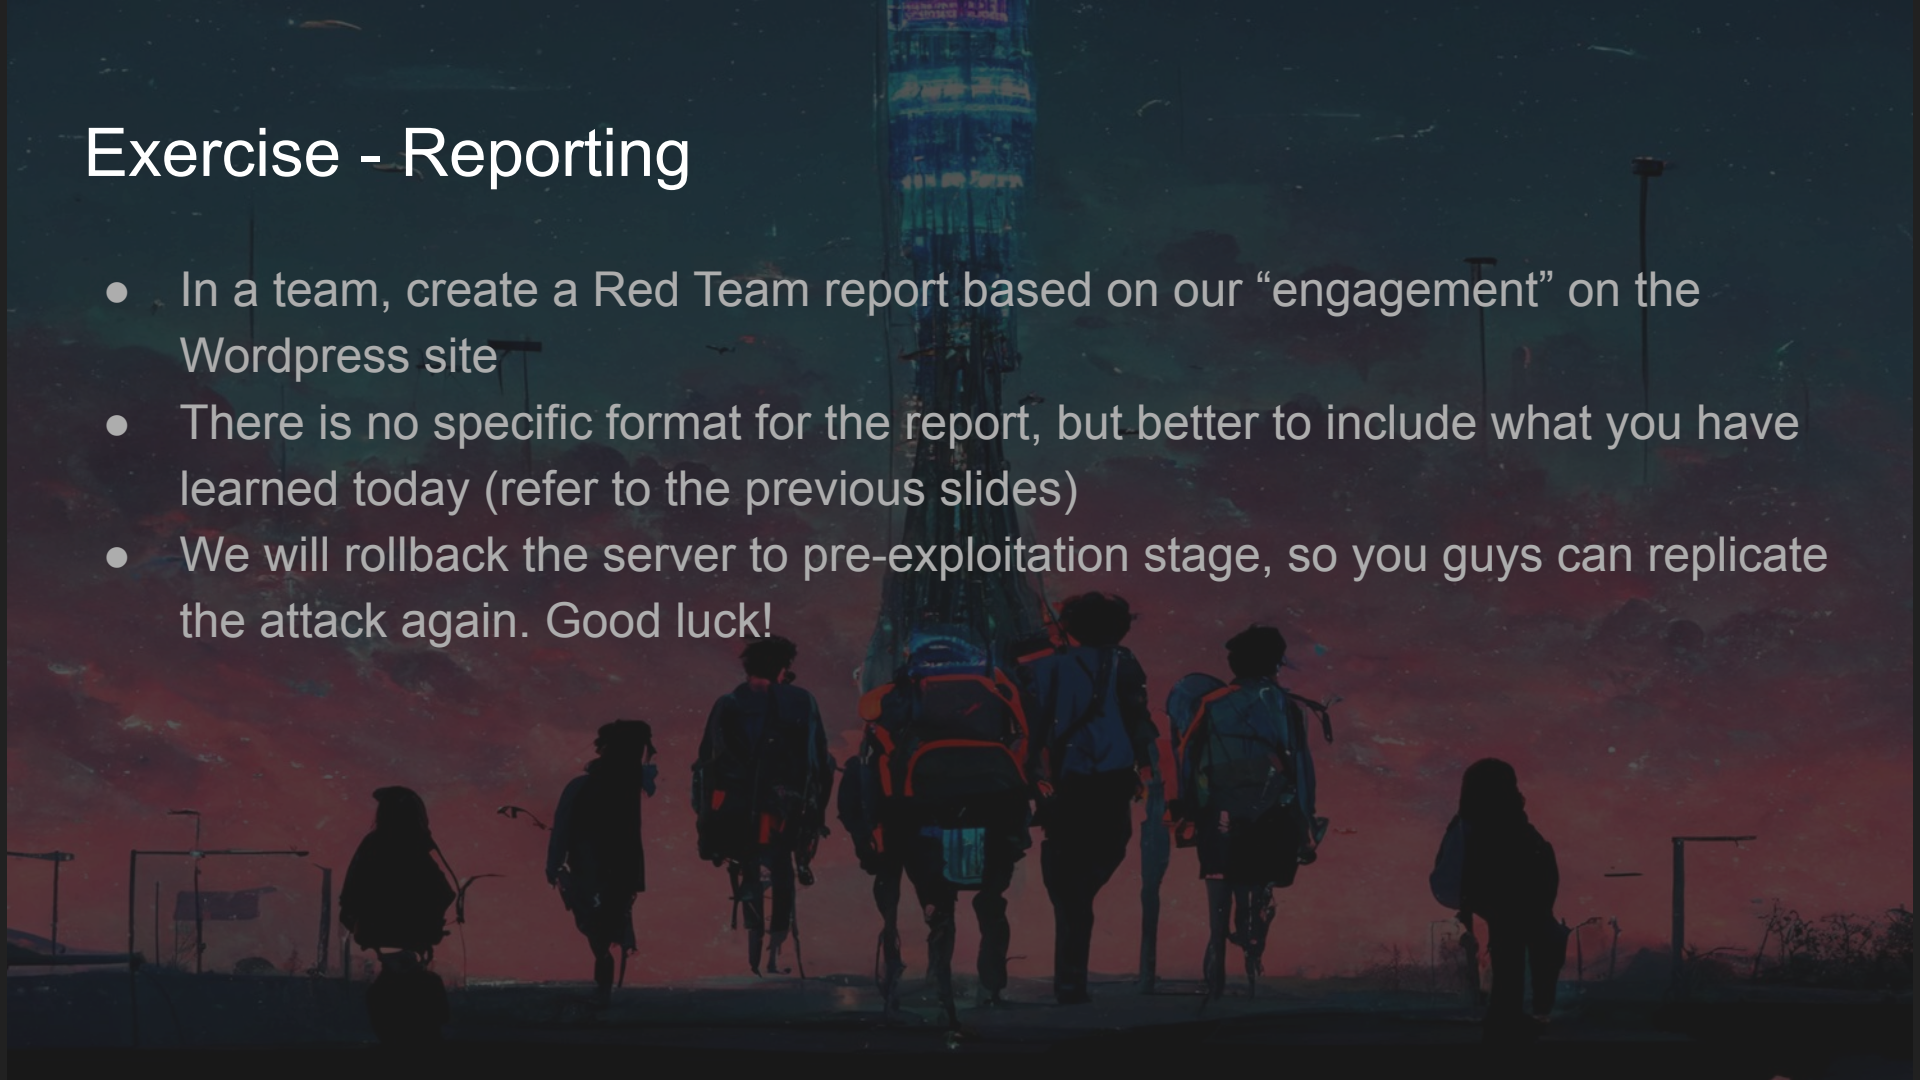 Exercise - Reporting
● In a team, create a Red Team report based on our “engagement” on the
Wordpress site
● There is no specific format for the report, but better to include what you have
learned today (refer to the previous slides)
● We will rollback the server to pre-exploitation stage, so you guys can replicate
the attack again. Good luck!